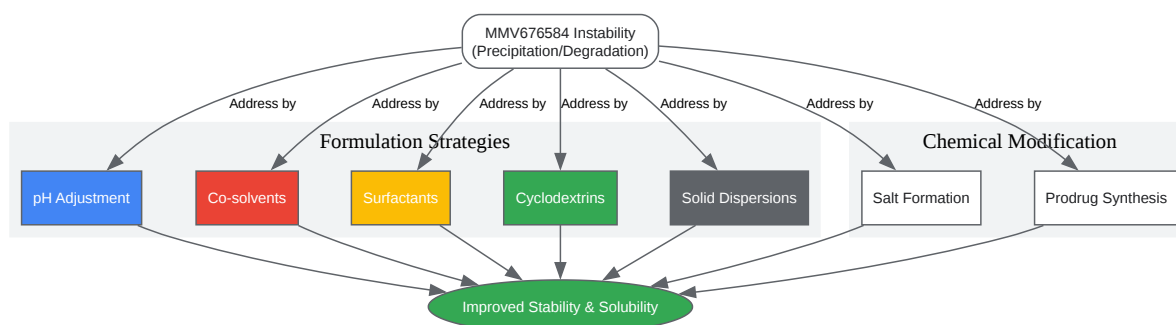 MMV676584 Instability
(Precipitation/Degradation)
Address by
Address by
Address by
Address by
Address by
Address by
Address by
Formulation Strategies
Chemical Modification
pH Adjustment
Co-solvents
Surfactants
Cyclodextrins
Solid Dispersions
Salt Formation
Prodrug Synthesis
Improved Stability & Solubility